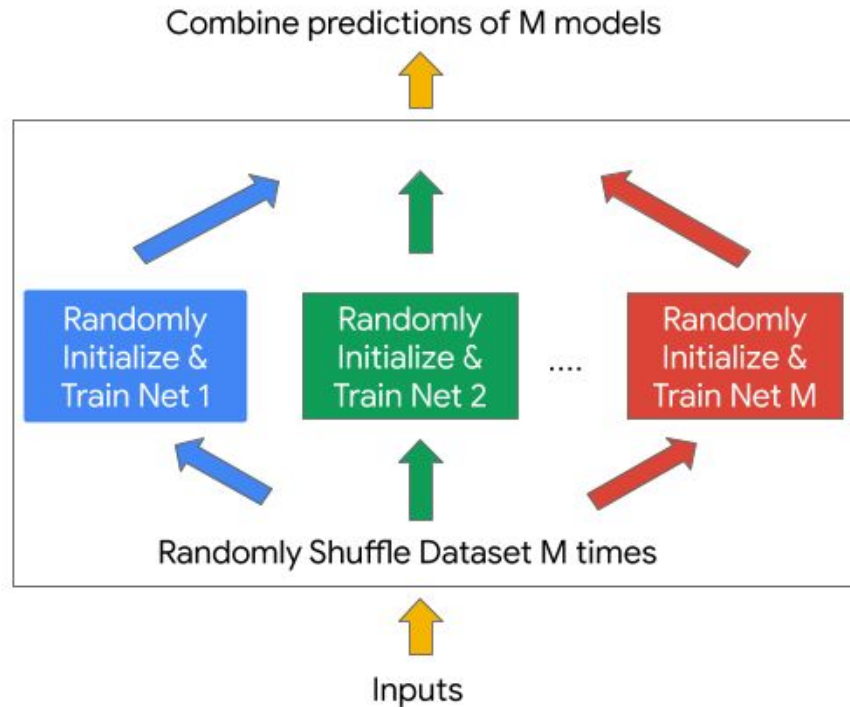 Combine predictions of M models
Randomly
Initialize &
Train Net 1
Randomly
Initialize &
Train Net 2
....
Randomly
Initialize &
Train Net M
Randomly Shuffle Dataset M times
Inputs